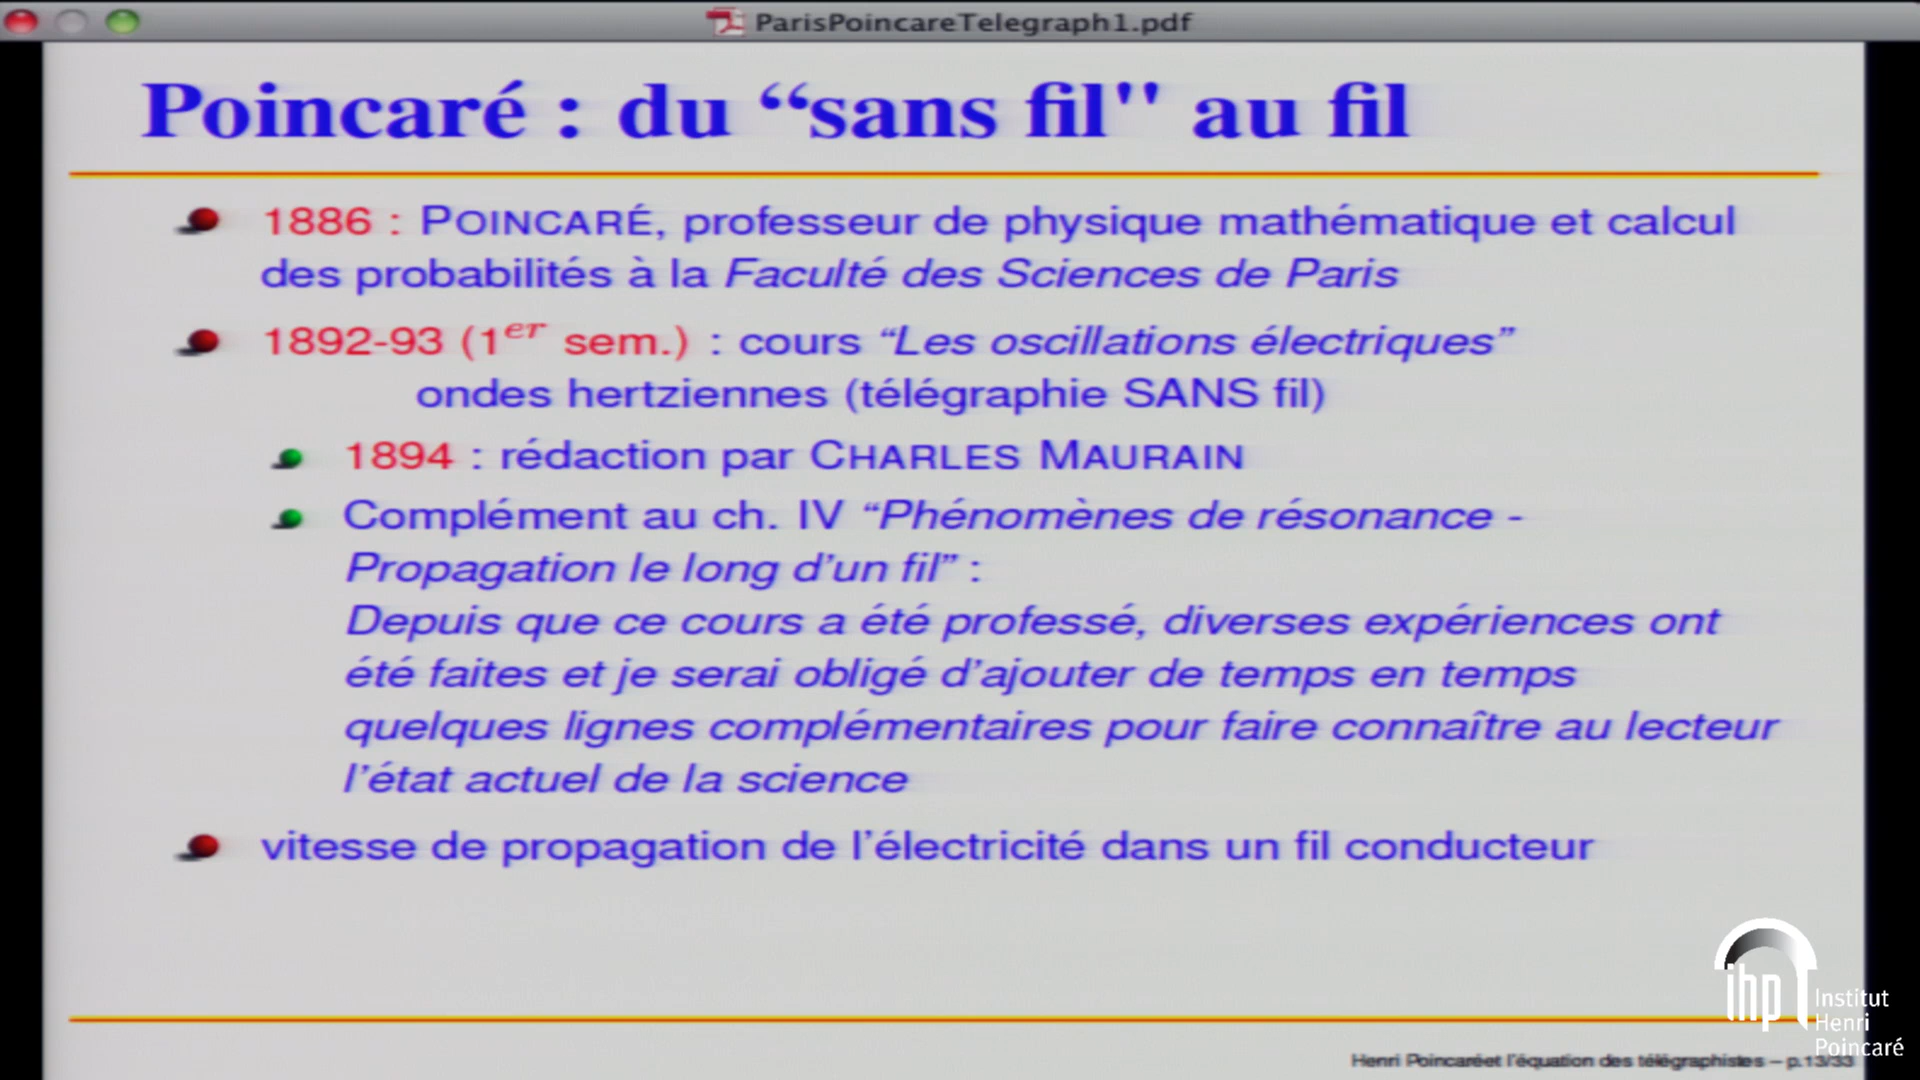 ParisPoincareTelegraph1.pdf
Poincaré : du “sans fil" au fil
1886 : POINCARÉ, professeur de physique mathématique et calcul
des probabilités à la Faculté des Sciences de Paris
1892-93 (1er sem.) : cours “Les oscillations électriques”
ondes hertziennes (télégraphie SANS fil)
1894 : rédaction par CHARLES MAURAIN
Complément au ch. IV “Phénomènes de résonance -
Propagation le long d’un fil” :
Depuis que ce cours a été professé, diverses expériences ont
été faites et je serai obligé d’ajouter de temps en temps
quelques lignes complémentaires pour faire connaître au lecteur
l’état actuel de la science
vitesse de propagation de l’électricité dans un fil conducteur
ihp
Institut
Henri
Poincaré
Henri Poincaréet l’équation des télégraphistes – p.13/33